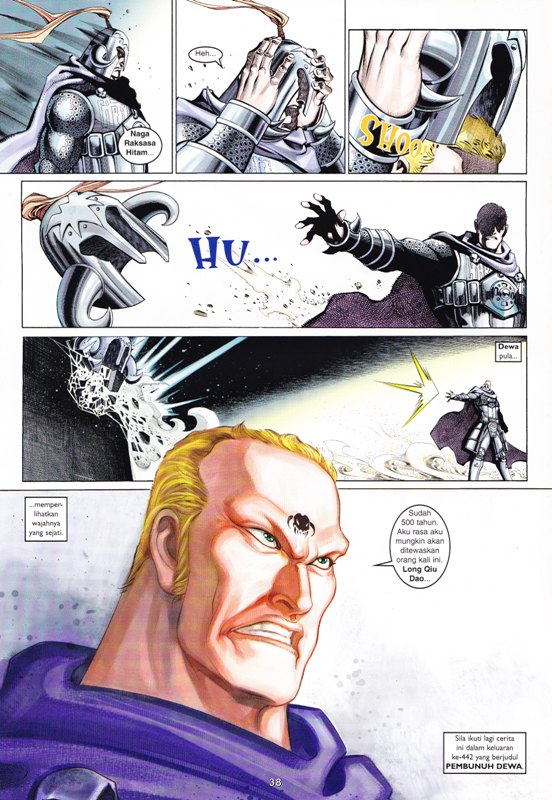 Naga
Raksasa
Hitam...
Heh...
SHOO
HU...
Dewa
pula...
...memper-
lihatkan
wajahnya
yang sejati.
Sudah
500 tahun.
Aku rasa aku
mungkin akan
ditewaskan
orang kali ini.
Long Qiu
Dao...
Sila ikuti lagi cerita
ini dalam keluaran
ke-442 yang berjudul
PEMBUNUH DEWA.
38